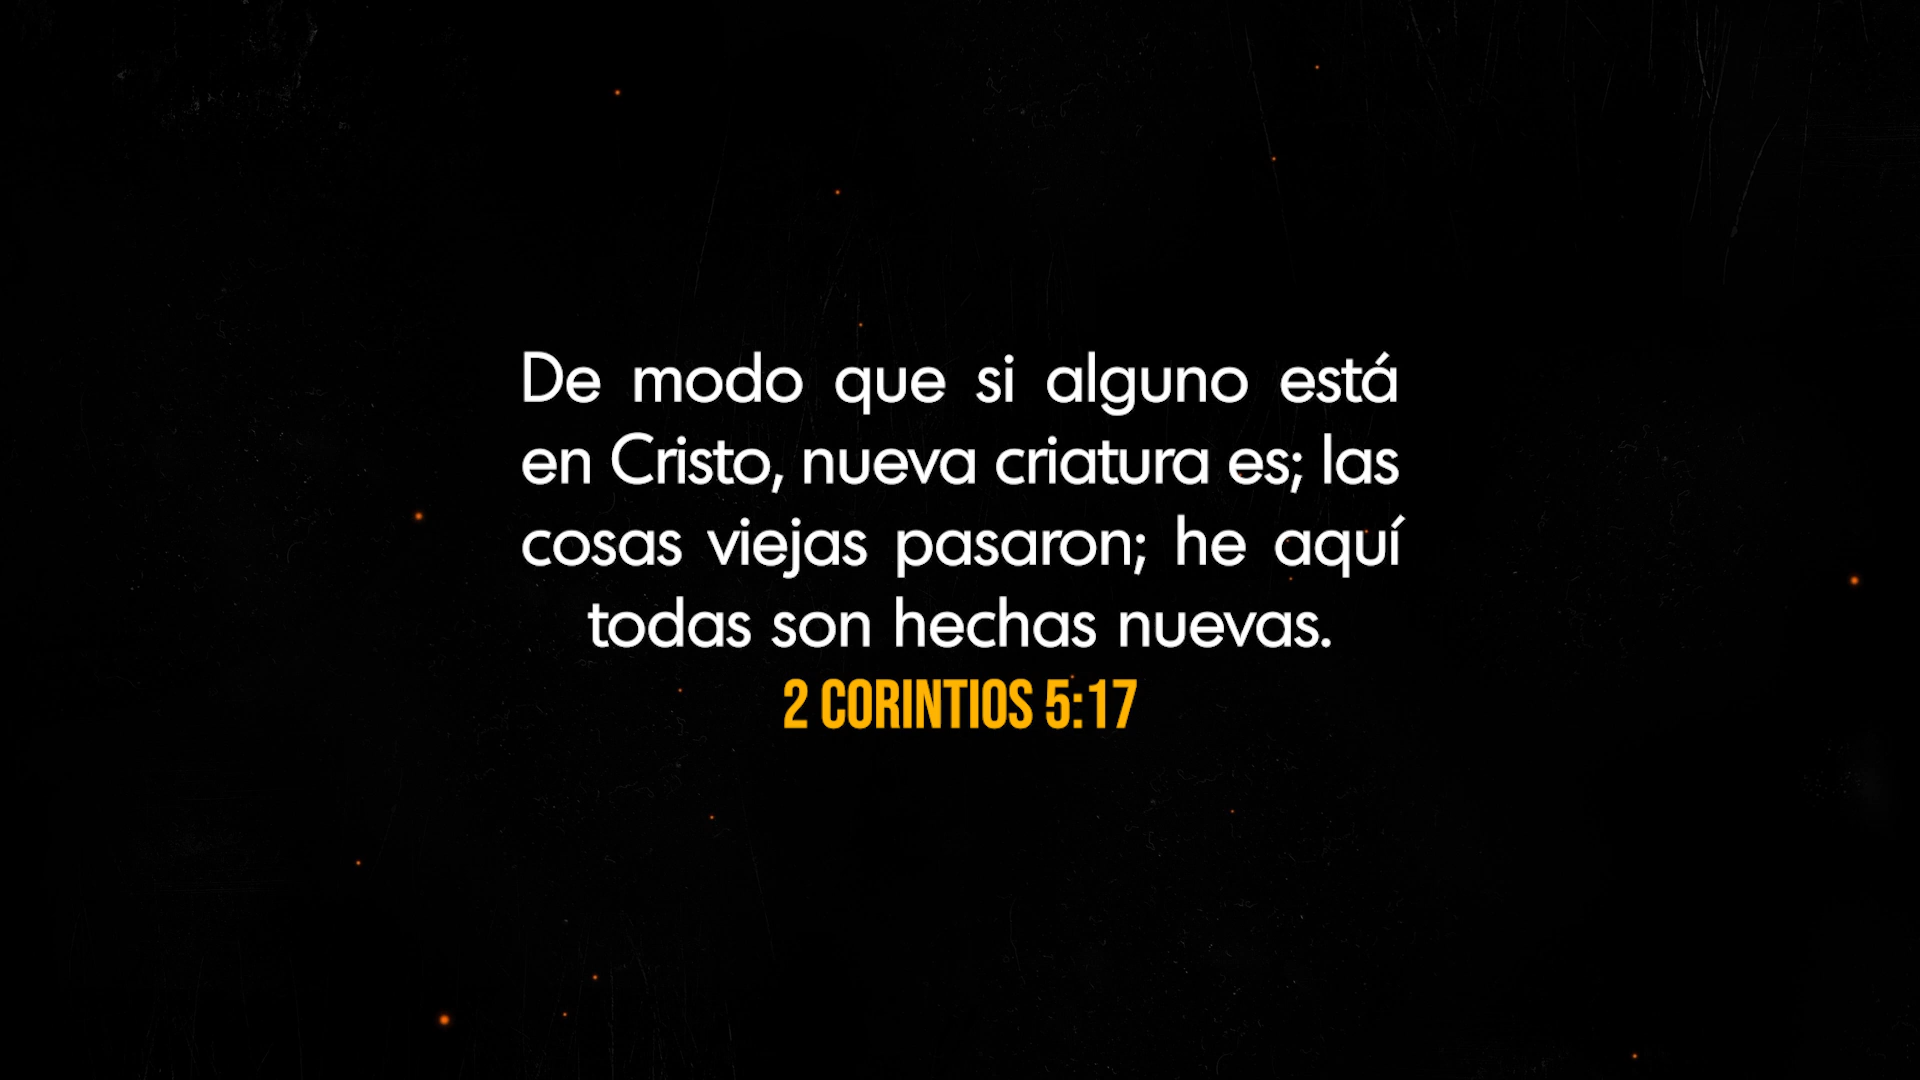 De modo que si alguno está
en Cristo, nueva criatura es; las
cosas viejas pasaron; he aquí
todas son hechas nuevas.
2 CORINTIOS 5:17